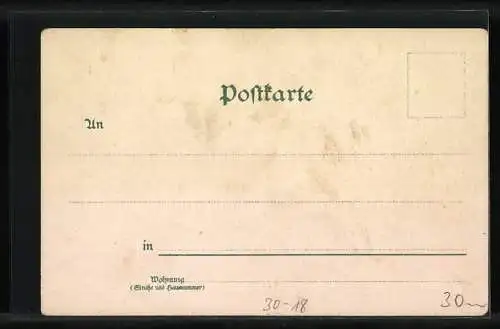 Postkarte
An
in
Wohnung
(Straße und Hausnummer)
30-18
30